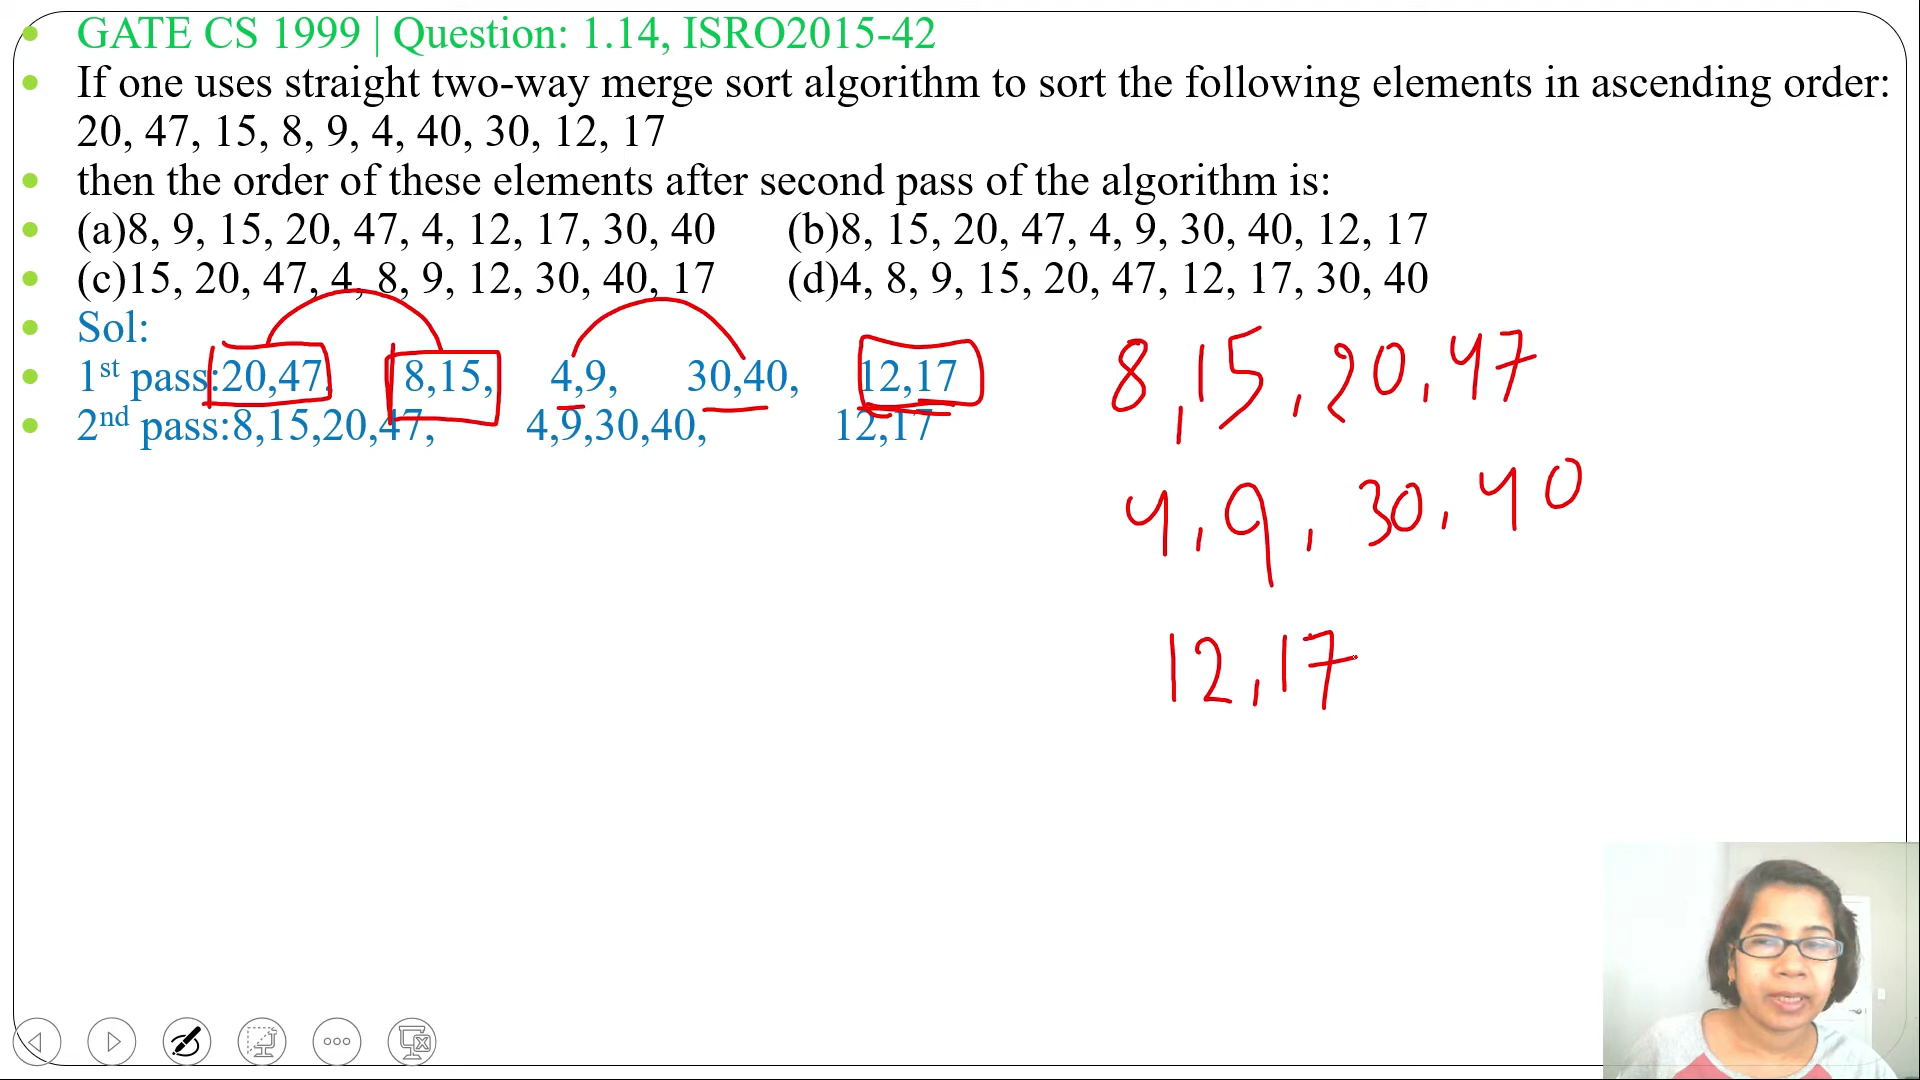 GATE CS 1999 | Question: 1.14, ISRO2015-42
If one uses straight two-way merge sort algorithm to sort the following elements in ascending order:
20, 47, 15, 8, 9, 4, 40, 30, 12, 17
then the order of these elements after second pass of the algorithm is:
(a)8, 9, 15, 20, 47, 4, 12, 17, 30, 40 (b)8, 15, 20, 47, 4, 9, 30, 40, 12, 17
(c)15, 20, 47, 4, 8, 9, 12, 30, 40, 17 (d)4, 8, 9, 15, 20, 47, 12, 17, 30, 40
Sol:
1st pass:20,47, 8,15, 4,9, 30,40, 12,17
2nd pass:8,15,20,47, 4,9,30,40, 12,17
8,15,20,47
4,9,30,40
12,17